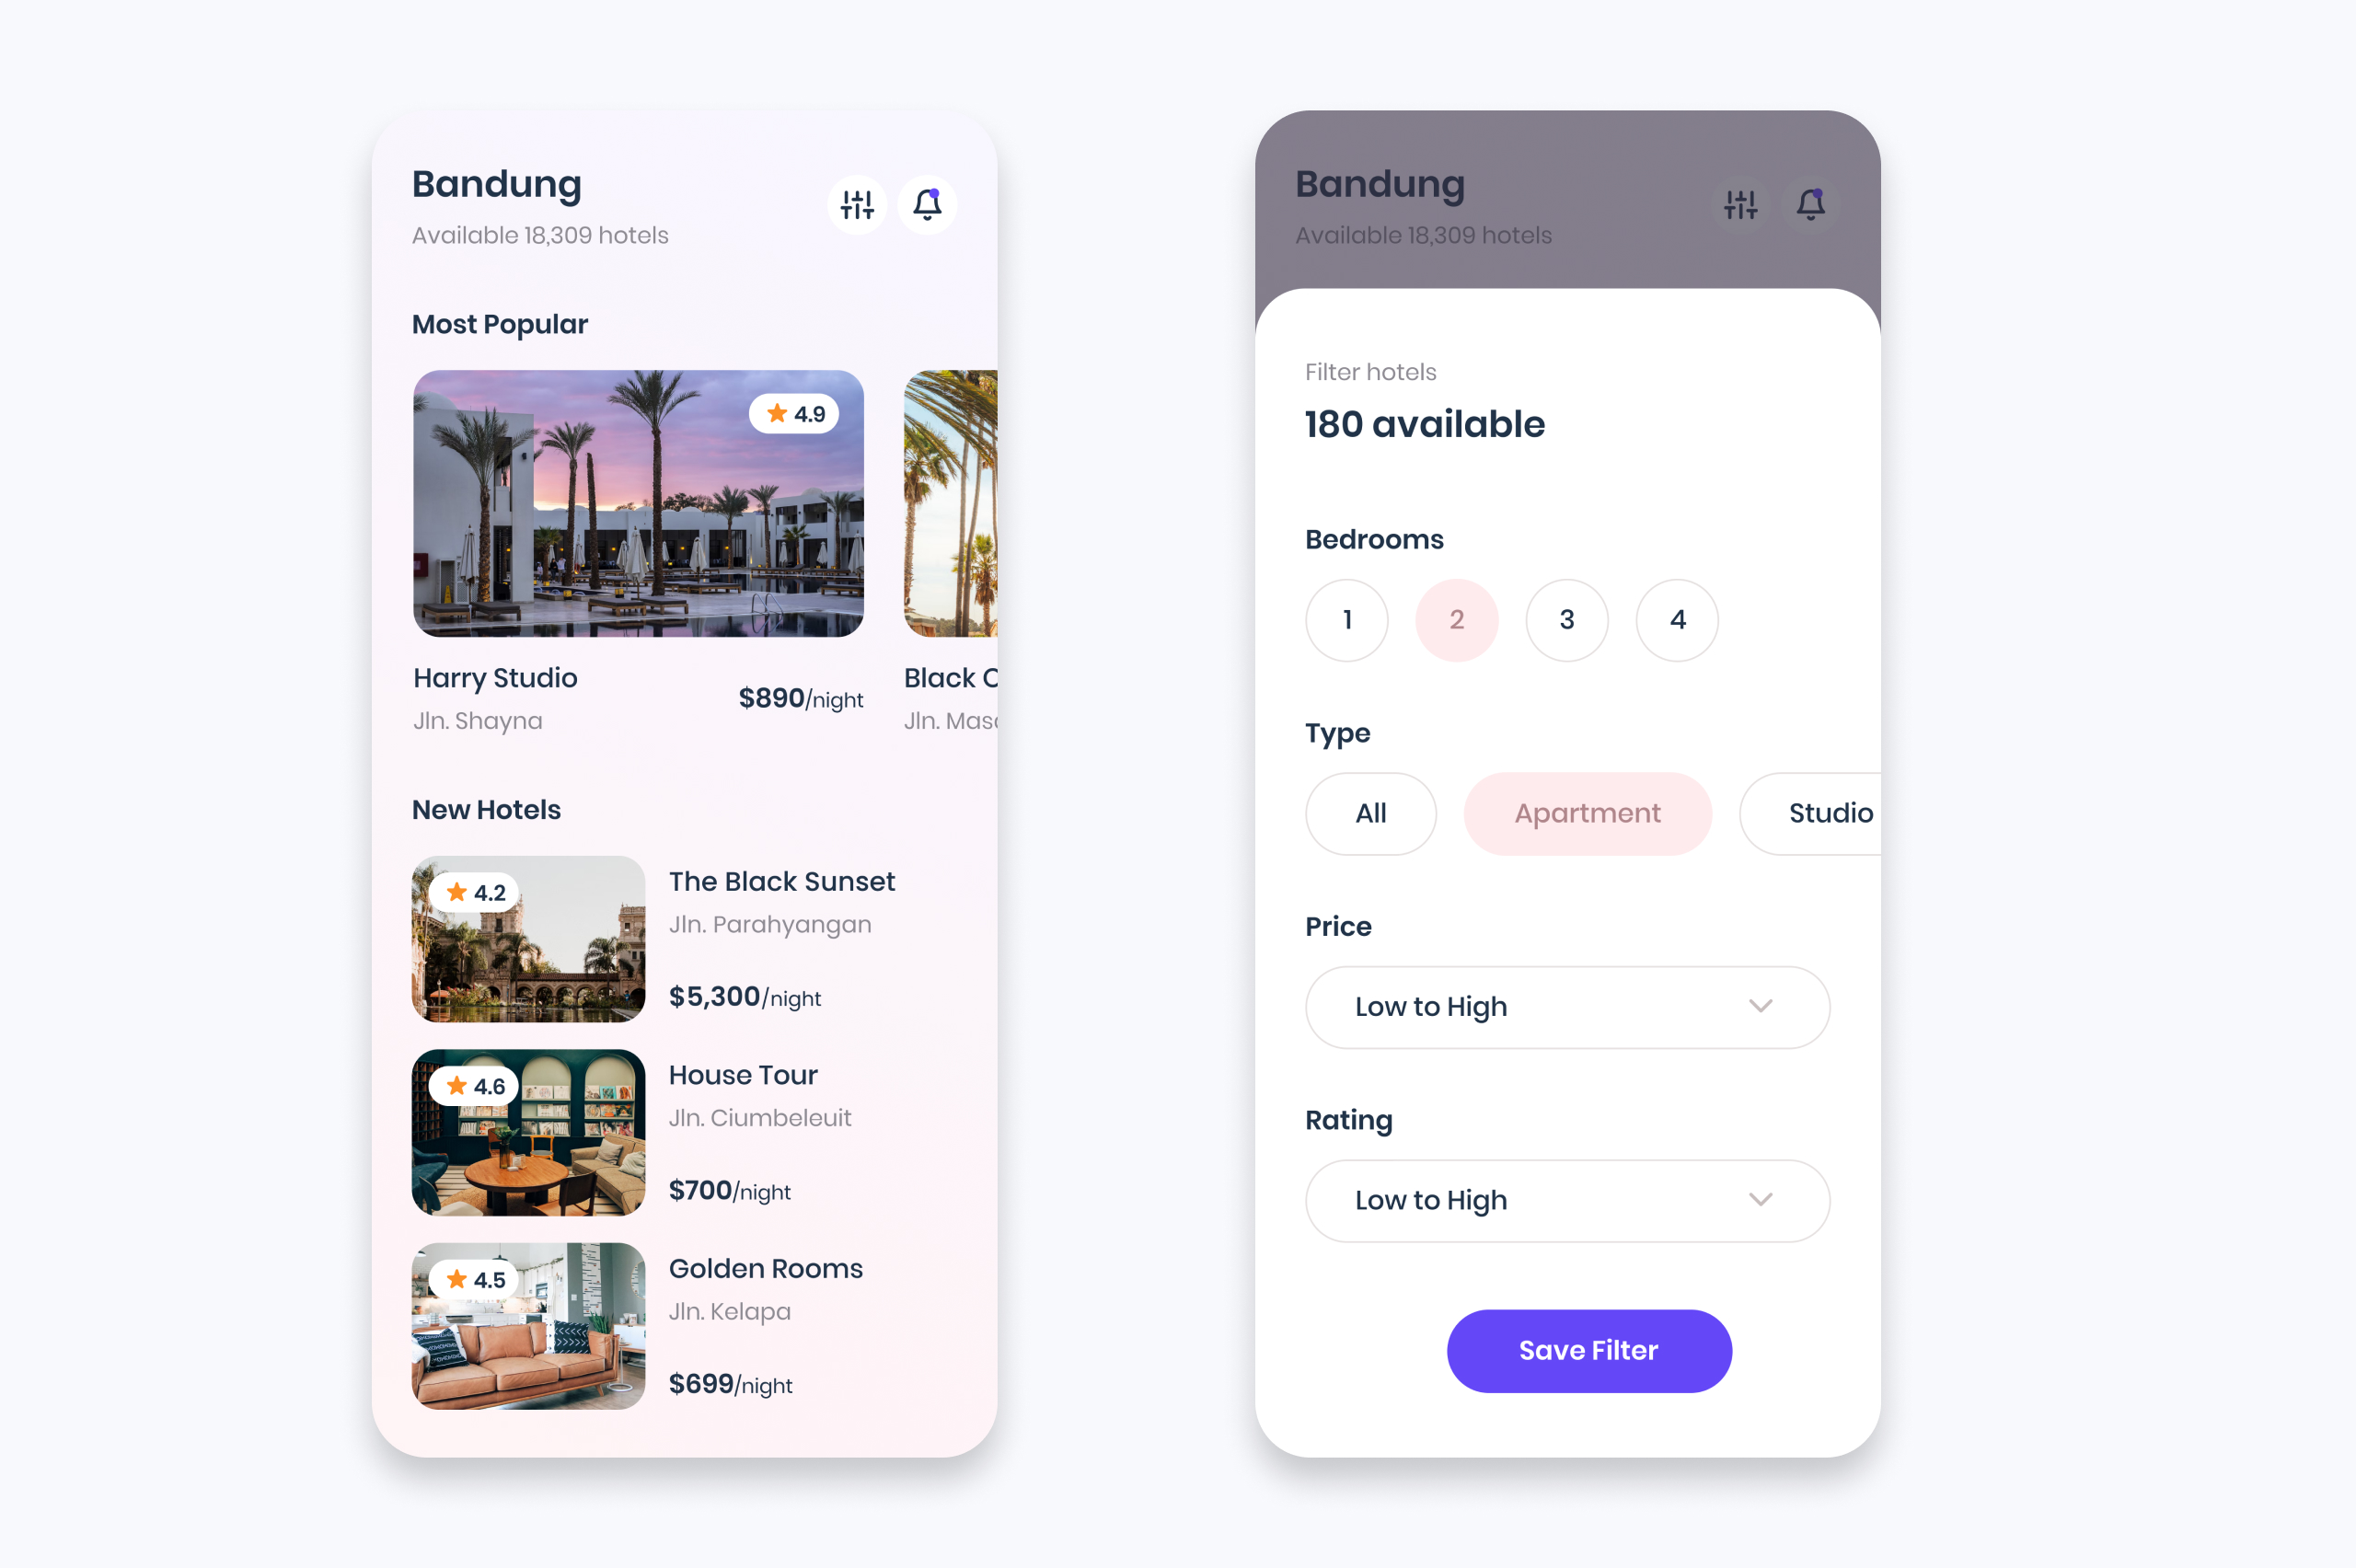 Bandung
Available 18,309 hotels
Most Popular
4.9
Harry Studio
Jln. Shayna
$890/night
Black
Jln.
New Hotels
4.2
The Black Sunset
Jln. Parahyangan
$5,300/night
4.6
House Tour
Jln. Ciumbeleuit
$700/night
4.5
Golden Rooms
Jln. Kelapa
$699/night
Bandung
Available 18,309 hotels
Filter hotels
180 available
Bedrooms
1 2 3 4
Type
All Apartment Studio
Price
Low to High
Rating
Low to High
Save Filter